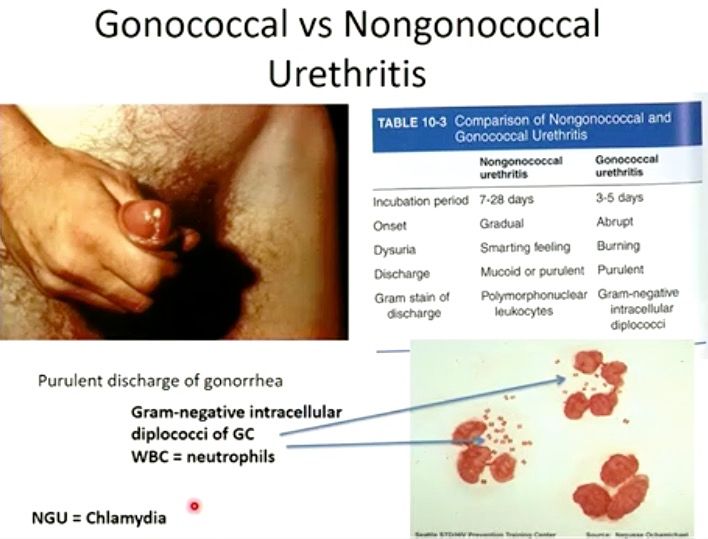 Gonococcal vs Nongonococcal
Urethritis
TABLE 10-3 Comparison of Nongonococcal and
Gonococcal Urethritis
Nongonococcal urethritis Gonococcal urethritis
Incubation period 7-28 days 3-5 days
Onset Gradual Abrupt
Dysuria Smarting feeling Burning
Discharge Mucoid or purulent Purulent
Gram stain of discharge Polymorphonuclear leukocytes Gram-negative intracellular diplococci
Purulent discharge of gonorrhea
Gram-negative intracellular
diplococci of GC
WBC = neutrophils
NGU = Chlamydia
Seattle STD/HIV Prevention Training Center
Source: